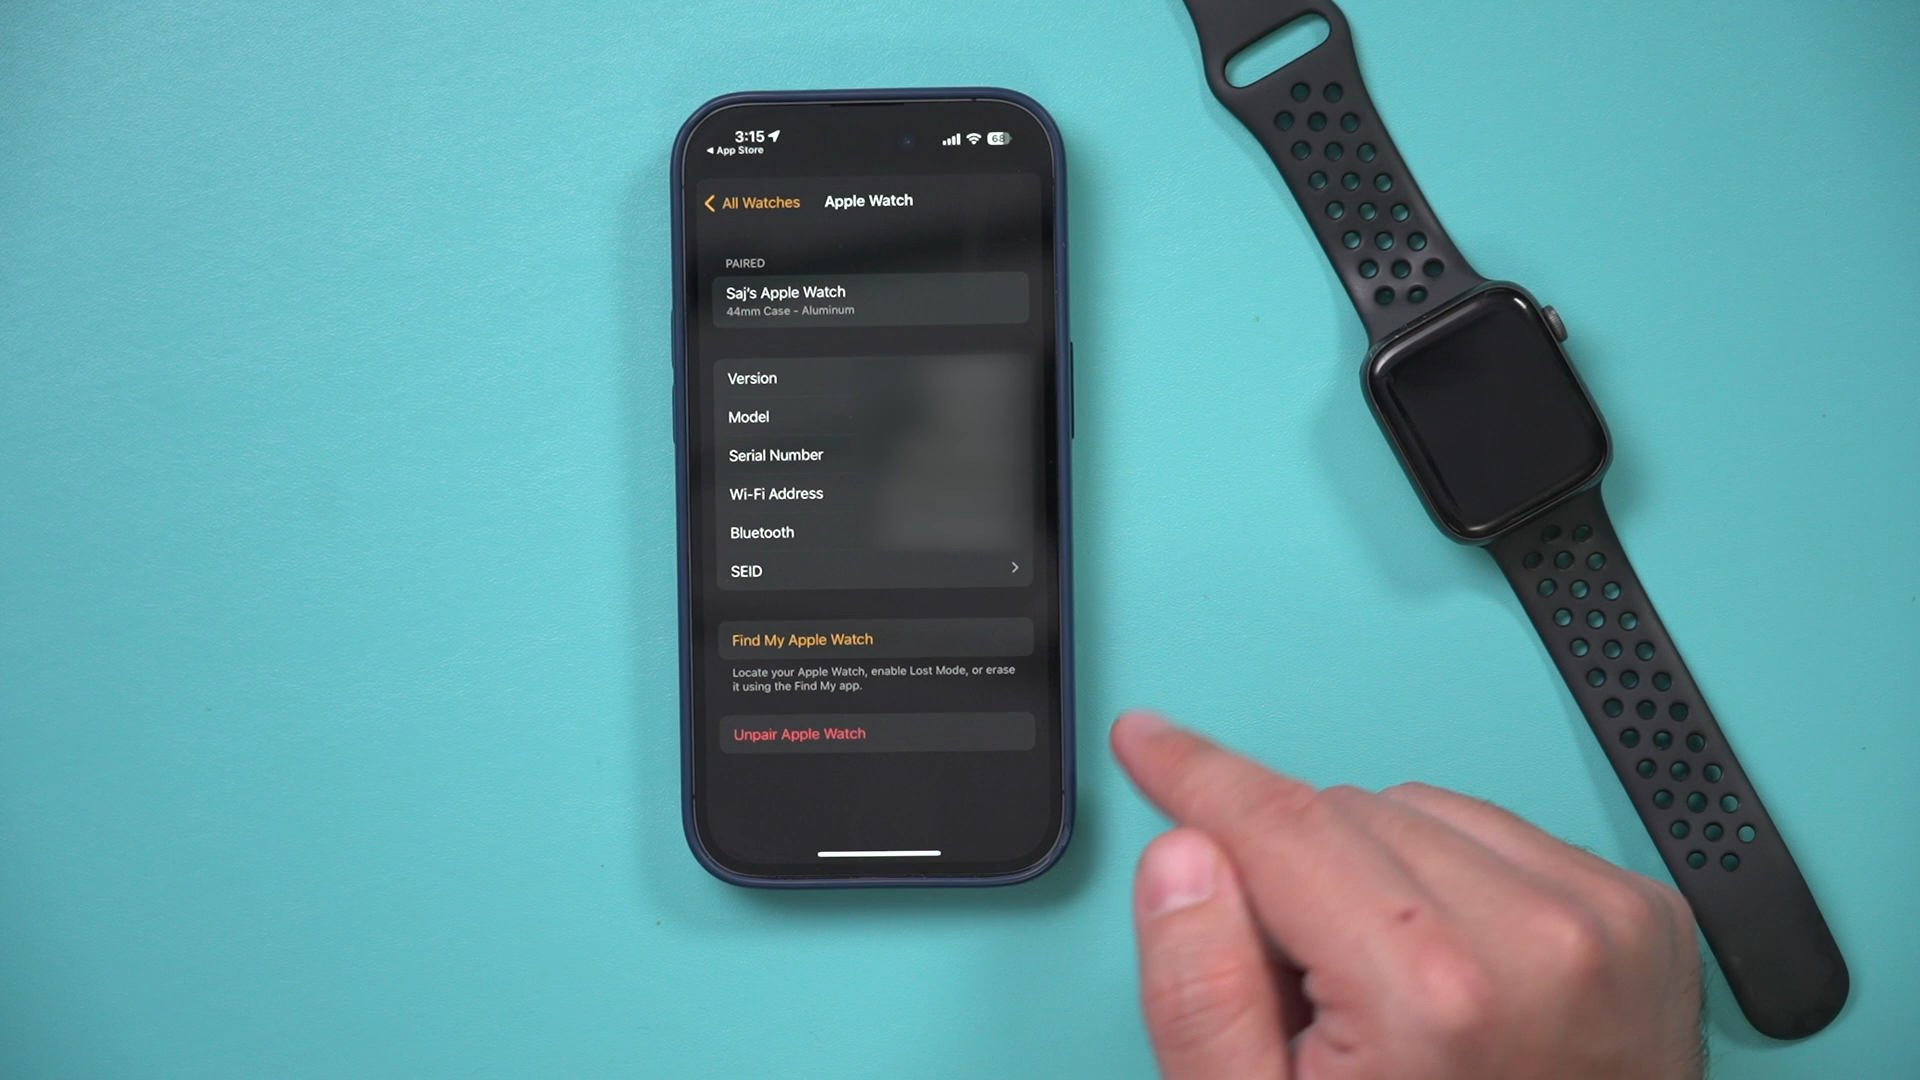 3:15
68
App Store
All Watches
Apple Watch
PAIRED
Saj's Apple Watch
44mm Case - Aluminum
Version
Model
Serial Number
Wi-Fi Address
Bluetooth
SEID
Find My Apple Watch
Locate your Apple Watch, enable Lost Mode, or erase
it using the Find My app.
Unpair Apple Watch